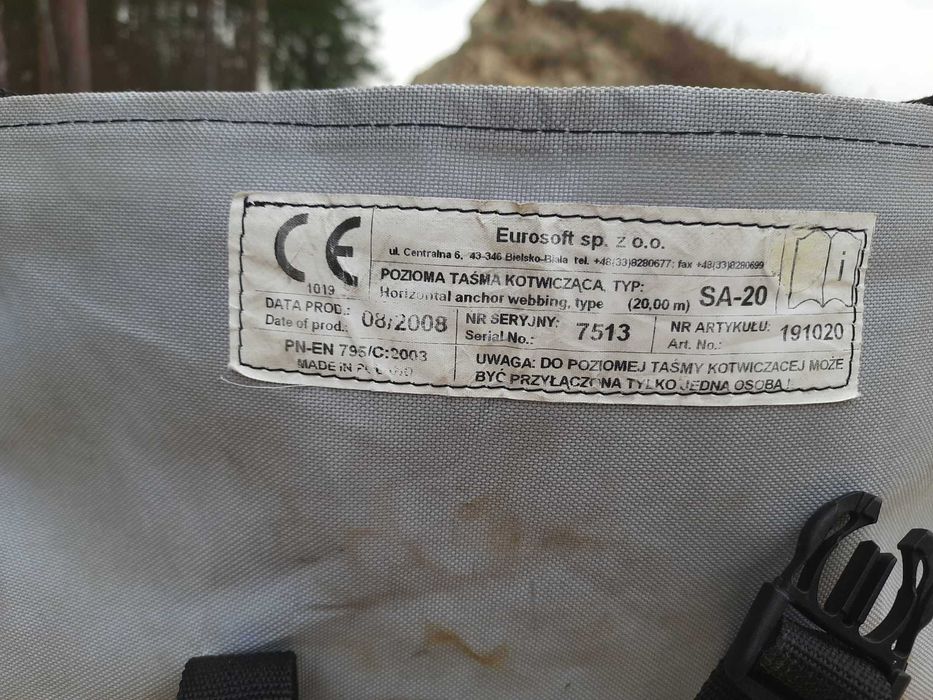 CE
1019
Eurosoft sp. z o.o.
ul. Centralna 6, 43-346 Bielsko-Biała tel. +48(33)8280677; fax +48(33)8280699
POZIOMA TAŚMA KOTWICZĄCA, TYP:
Horizontal anchor webbing, type (20,00 m) SA-20
i
DATA PROD.:
Date of prod.: 08/2008
NR SERYJNY:
Serial No.: 7513
NR ARTYKUŁU:
Art. No.: 191020
PN-EN 795/C:2003
MADE IN
UWAGA: DO POZIOMEJ TAŚMY KOTWICZACEJ MOŻE
BYĆ PRZYŁĄCZONA TYLKO JEDNA OSOBA!